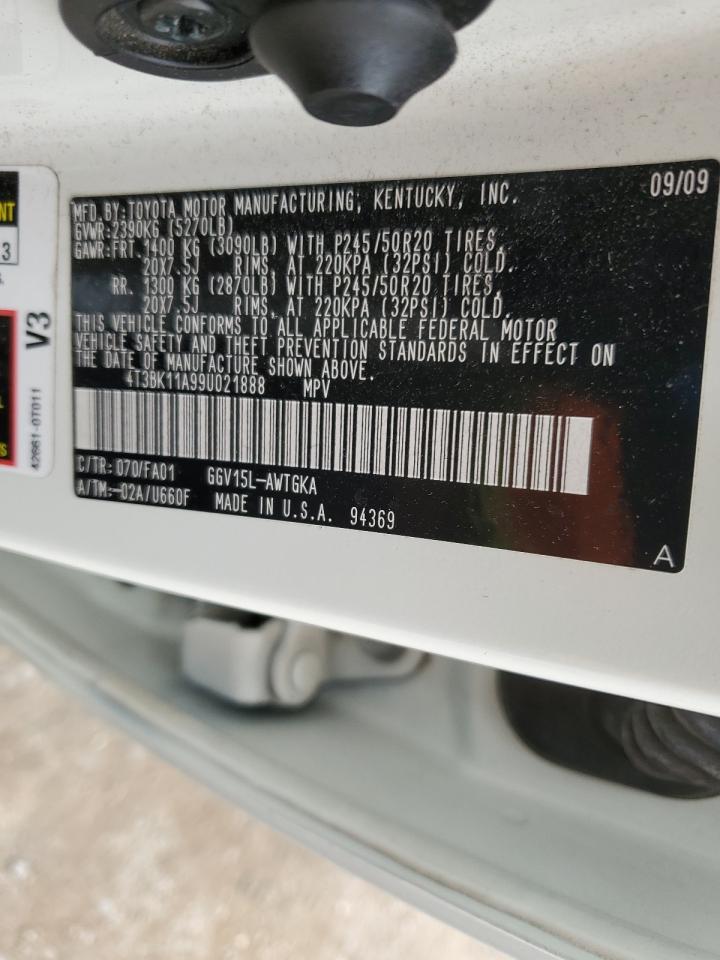 MFD.BY:TOYOTA MOTOR MANUFACTURING, KENTUCKY, INC. 09/09
GVWR:2390KG (5270LB)
GAWR:FRT.1400 KG (3090LB) WITH P245/50R20 TIRES,
20X7.5J RIMS, AT 220KPA (32PSI) COLD.
RR. 1300 KG (2870LB) WITH P245/50R20 TIRES,
20X7.5J RIMS, AT 220KPA (32PSI) COLD.
THIS VEHICLE CONFORMS TO ALL APPLICABLE FEDERAL MOTOR
VEHICLE SAFETY AND THEFT PREVENTION STANDARDS IN EFFECT ON
THE DATE OF MANUFACTURE SHOWN ABOVE.
4T3BK11A99U021888 MPV
C/TR: 070/FA01 GGV15L-AWTGKA
A/TM:-02A/U660F MADE IN U.S.A. 94369
A
V3
42661-0T011
NT
3